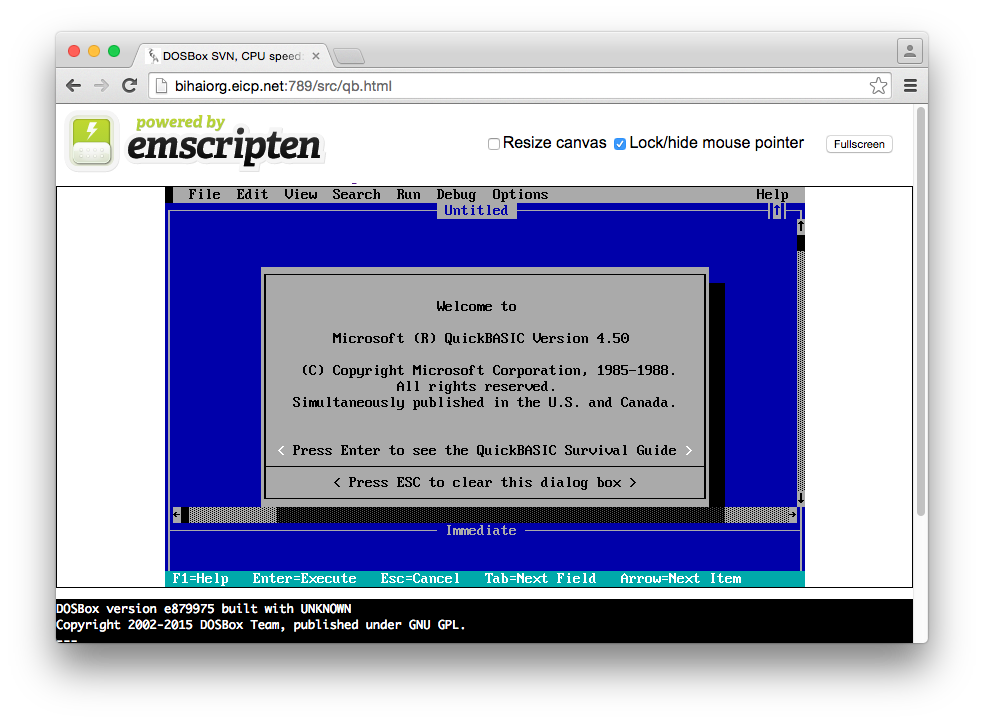 DOSBox SVN, CPU speed:
bihaiorg.eicp.net:789/src/qb.html
powered by
emscripten
Resize canvas Lock/hide mouse pointer Fullscreen
File Edit View Search Run Debug Options Help
Untitled
Welcome to
Microsoft (R) QuickBASIC Version 4.50
(C) Copyright Microsoft Corporation, 1985-1988.
All rights reserved.
Simultaneously published in the U.S. and Canada.
< Press Enter to see the QuickBASIC Survival Guide >
< Press ESC to clear this dialog box >
Immediate
F1=Help Enter=Execute Esc=Cancel Tab=Next Field Arrow=Next Item
DOSBox version e879975 built with UNKNOWN
Copyright 2002-2015 DOSBox Team, published under GNU GPL.
---